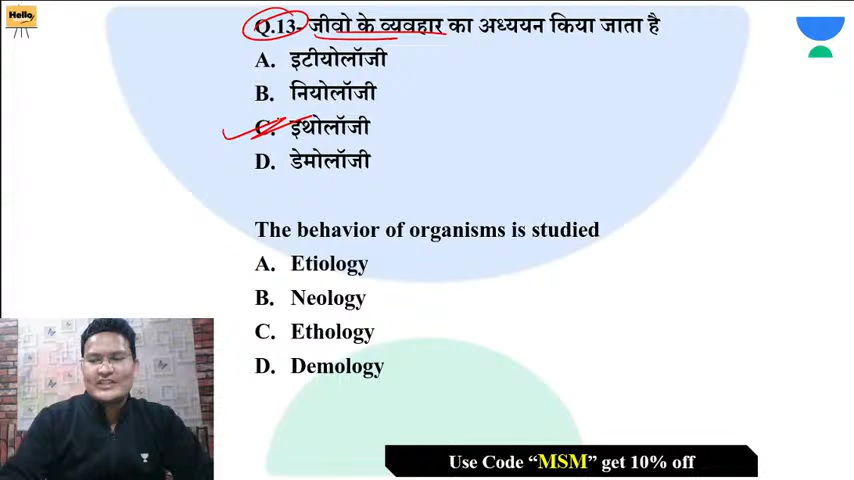 Hello
Q.13- जीवो के व्यवहार का अध्ययन किया जाता है
A. इटीयोलॉजी
B. नियोलॉजी
C. इथोलॉजी
D. डेमोलॉजी
The behavior of organisms is studied
A. Etiology
B. Neology
C. Ethology
D. Demology
Use Code “MSM” get 10% off